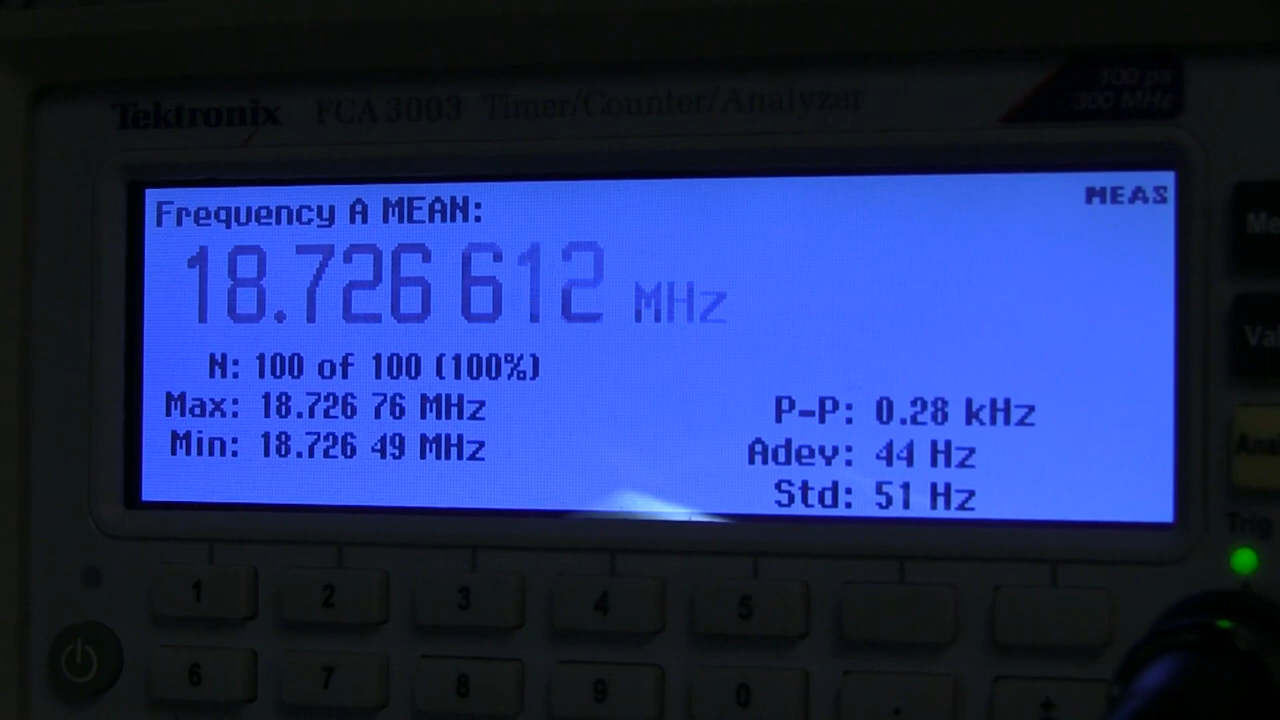 Tektronix FCA 3003 Timer/Counter/Analyzer
100 ps
300 MHz
MEAS
Frequency A MEAN:
18.726 612 MHz
N: 100 of 100 (100%)
Max: 18.726 76 MHz
P-P: 0.28 kHz
Min: 18.726 49 MHz
Adev: 44 Hz
Std: 51 Hz
Trig
1 2 3 4 5
6 7 8 9 0 . ±